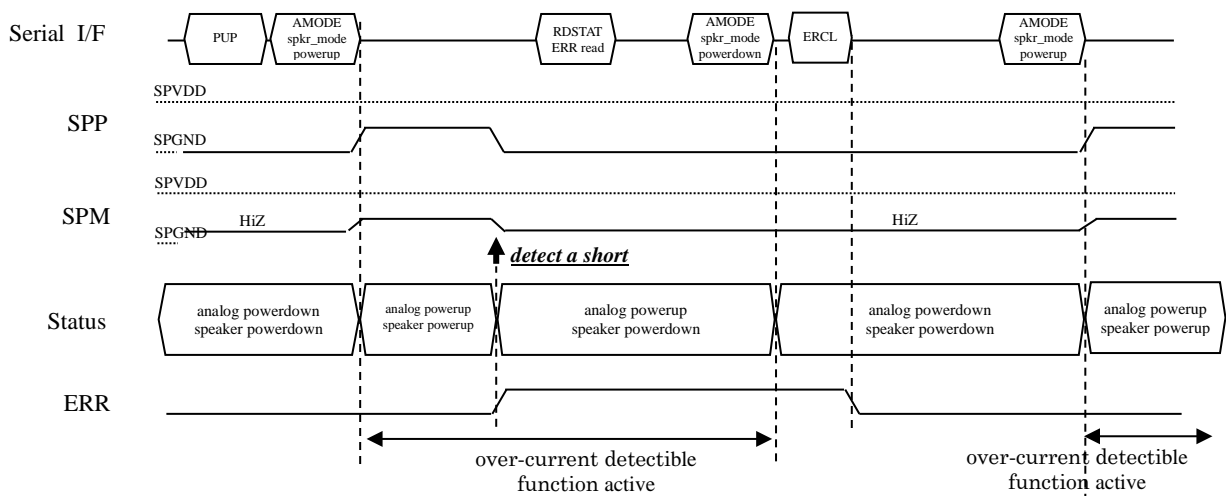 Serial I/F
PUP
AMODE
spkr_mode
powerup
RDSTAT
ERR read
AMODE
spkr_mode
powerdown
ERCL
AMODE
spkr_mode
powerup
SPVDD
SPP
SPGND
SPVDD
SPM
SPGND
HiZ
HiZ
detect a short
Status
analog powerdown
speaker powerdown
analog powerup
speaker powerup
analog powerup
speaker powerdown
analog powerdown
speaker powerdown
analog powerup
speaker powerup
ERR
over-current detectible
function active
over-current detectible
function active